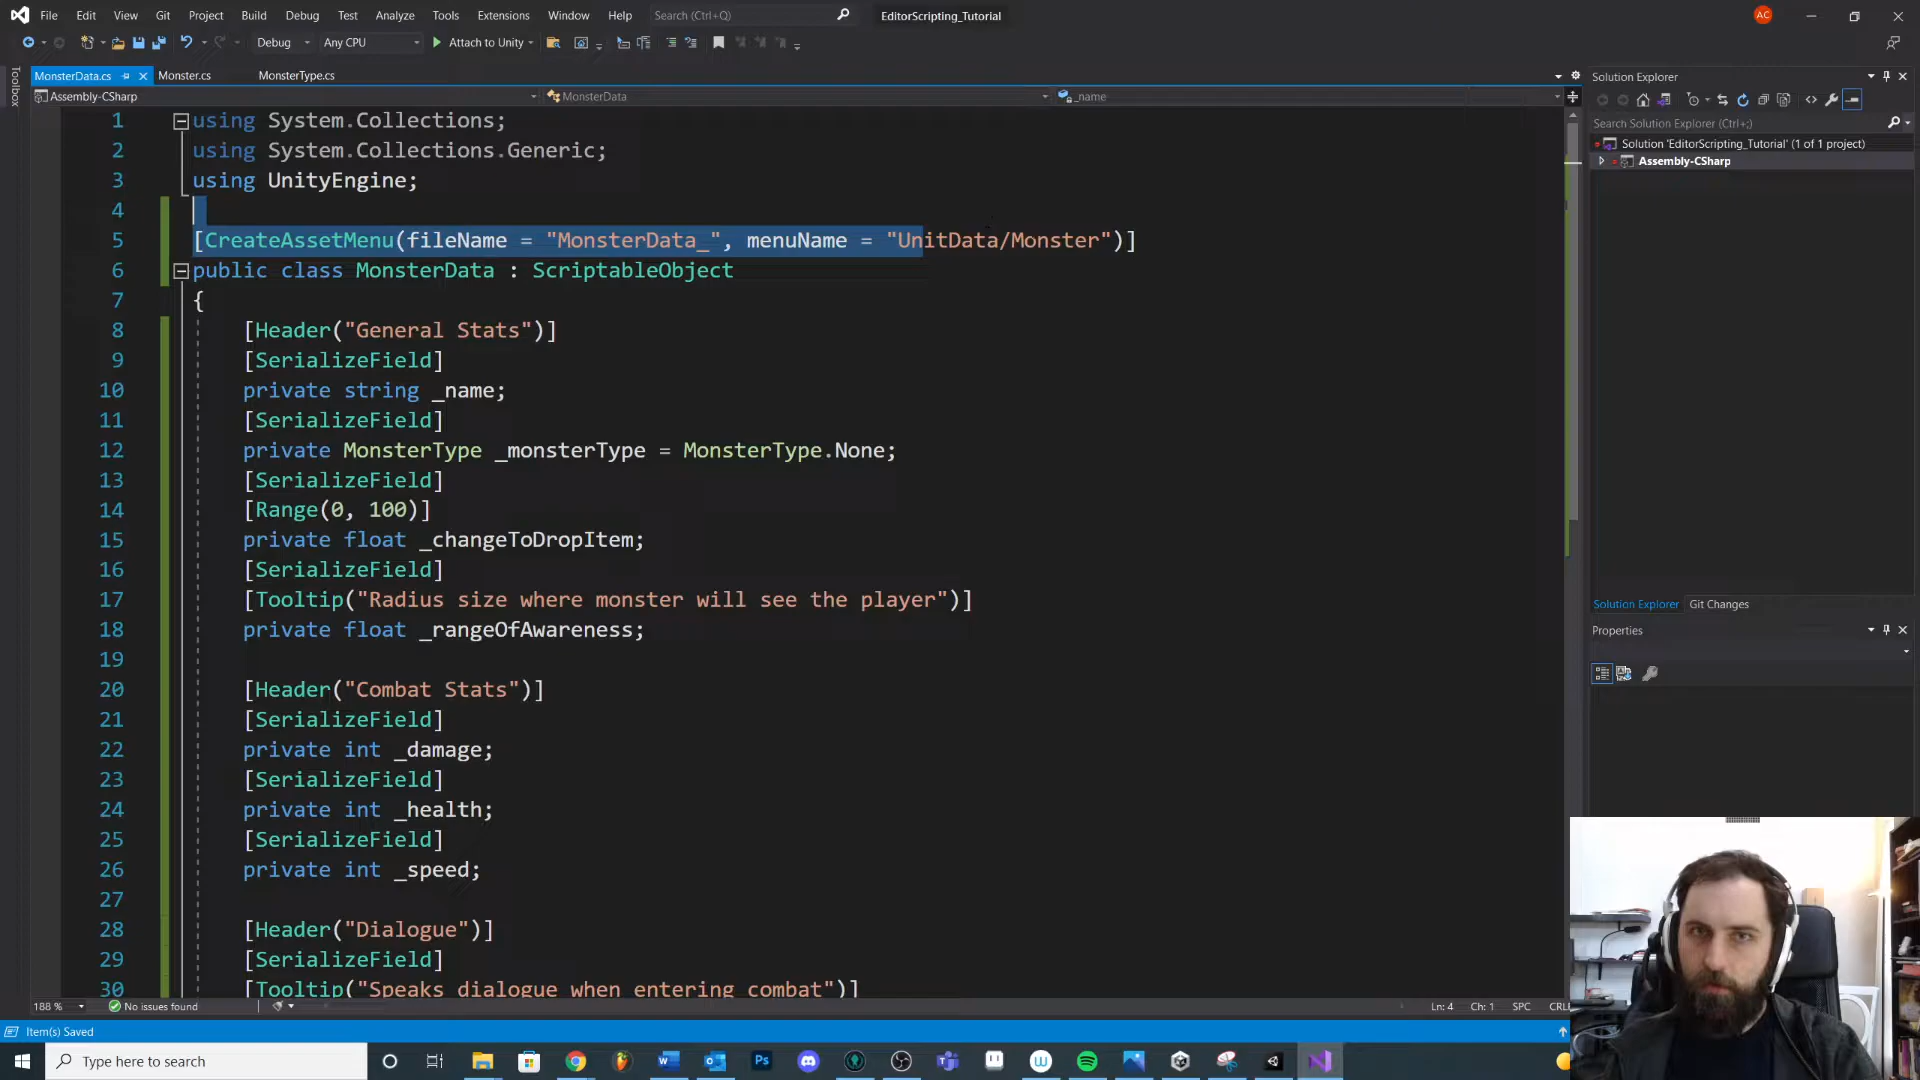 File Edit View Git Project Build Debug Test Analyze Tools Extensions Window Help Search (Ctrl+Q) EditorScripting_Tutorial AC
Debug Any CPU Attach to Unity
Toolbox
MonsterData.cs Monster.cs MonsterType.cs
Assembly-CSharp MonsterData _name
1 using System.Collections;
2 using System.Collections.Generic;
3 using UnityEngine;
4
5 [CreateAssetMenu(fileName = "MonsterData_", menuName = "UnitData/Monster")]
6 public class MonsterData : ScriptableObject
7 {
8 [Header("General Stats")]
9 [SerializeField]
10 private string _name;
11 [SerializeField]
12 private MonsterType _monsterType = MonsterType.None;
13 [SerializeField]
14 [Range(0, 100)]
15 private float _changeToDropItem;
16 [SerializeField]
17 [Tooltip("Radius size where monster will see the player")]
18 private float _rangeOfAwareness;
19
20 [Header("Combat Stats")]
21 [SerializeField]
22 private int _damage;
23 [SerializeField]
24 private int _health;
25 [SerializeField]
26 private int _speed;
27
28 [Header("Dialogue")]
29 [SerializeField]
30 [Tooltip("Speaks dialogue when entering combat")]
188 % No issues found Ln: 4 Ch: 1 SPC CRL
Item(s) Saved
Solution Explorer
Search Solution Explorer (Ctrl+;)
Solution 'EditorScripting_Tutorial' (1 of 1 project)
Assembly-CSharp
Solution Explorer Git Changes
Properties
Type here to search